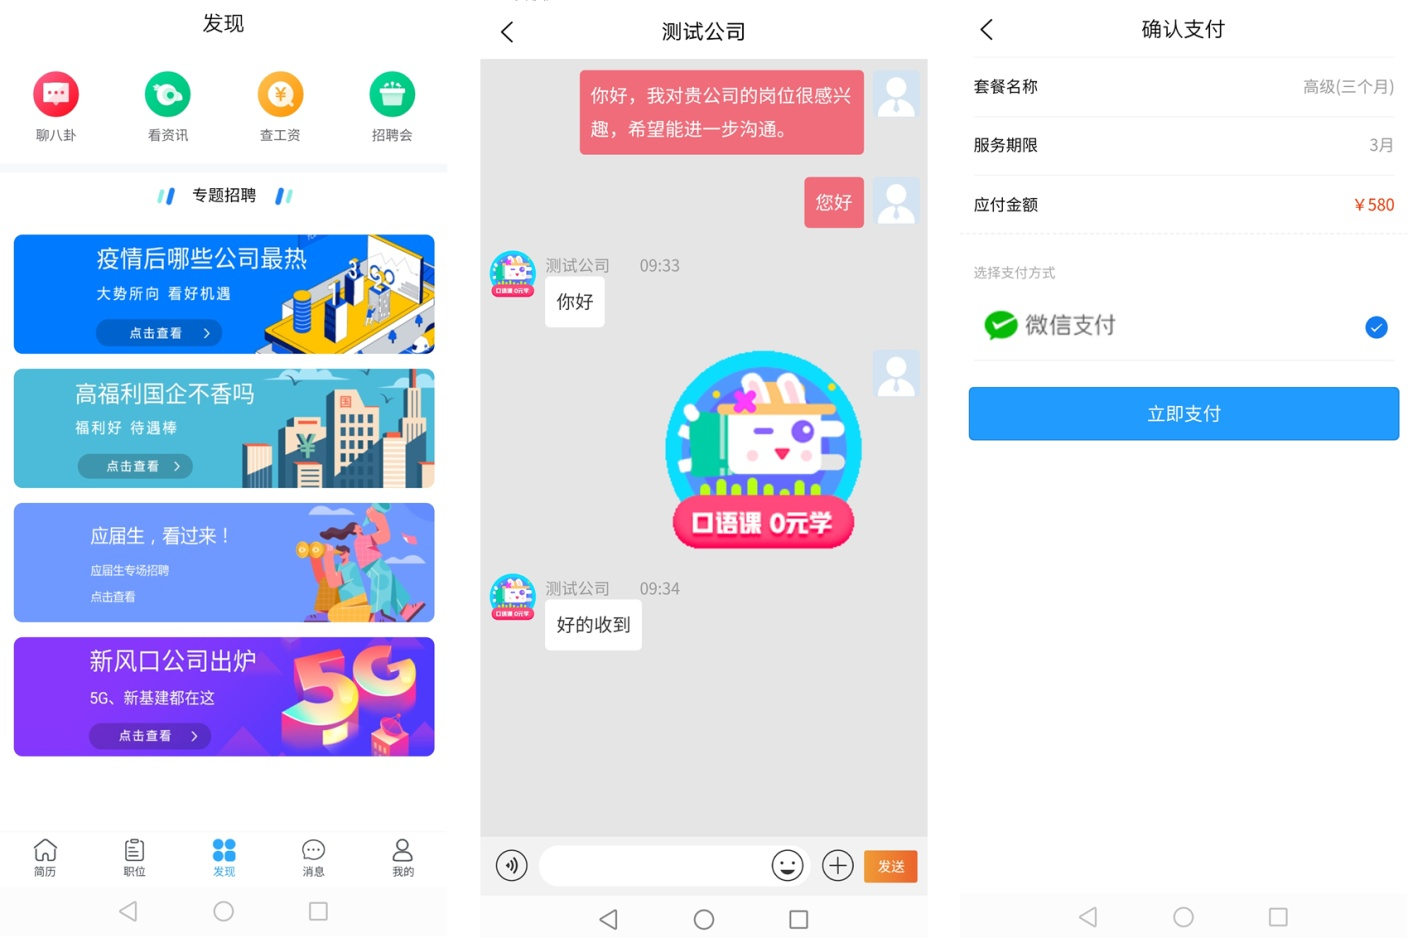 发现
聊八卦
看资讯
查工资
招聘会
专题招聘
疫情后哪些公司最热
大势所向 看好机遇
点击查看
高福利国企不香吗
福利好 待遇棒
点击查看
国
¥
应届生，看过来！
应届生专场招聘
点击查看
新风口公司出炉
5G、新基建都在这
点击查看
5G
简历
职位
发现
消息
我的
测试公司
你好，我对贵公司的岗位很感兴
趣，希望能进一步沟通。
您好
测试公司 09:33
你好
口语课 0元学
测试公司 09:34
好的收到
发送
确认支付
套餐名称 高级(三个月)
服务期限 3月
应付金额 ￥580
选择支付方式
微信支付
立即支付